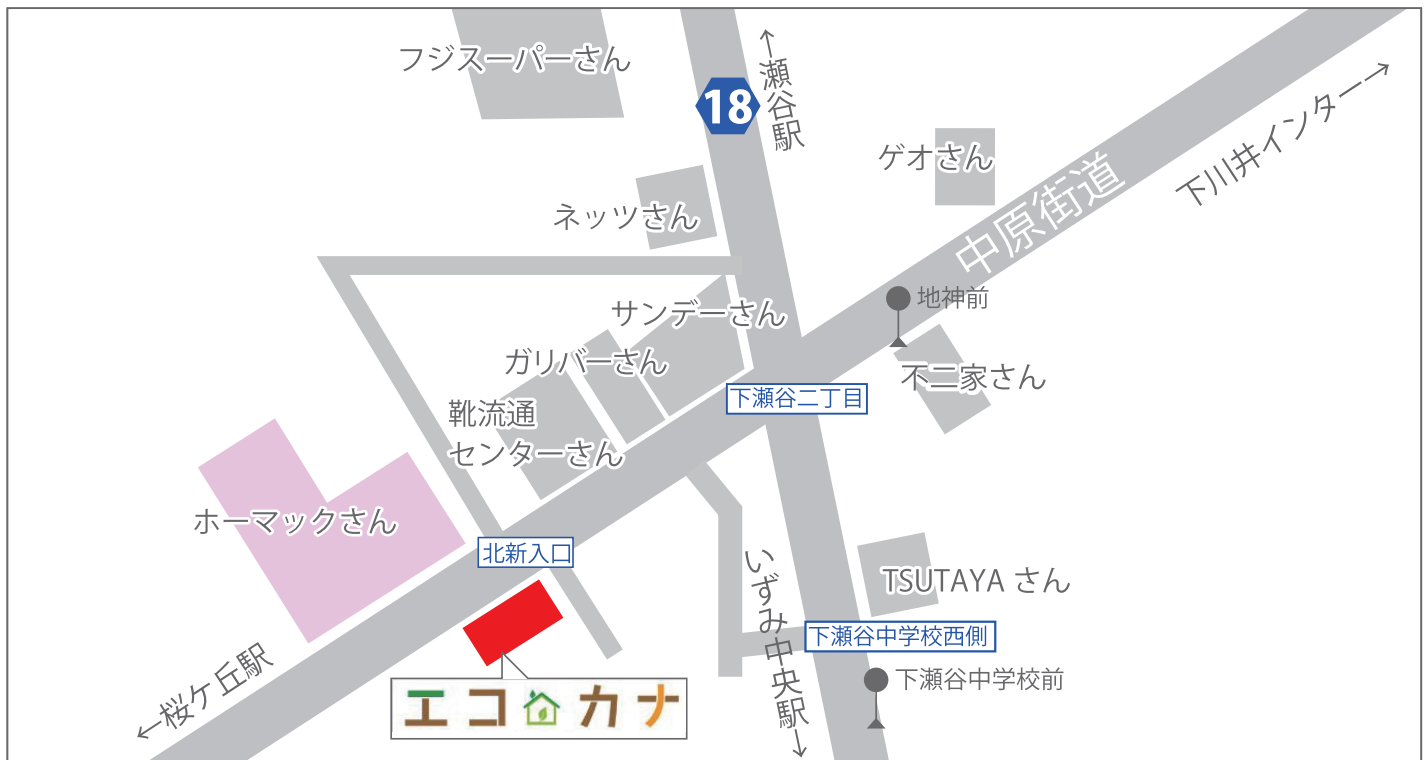 フジスーパーさん
←瀬谷駅
18
ゲオさん
下川井インター→
中原街道
ネッツさん
地神前
サンデーさん
ガリバーさん
不二家さん
下瀬谷二丁目
靴流通
センターさん
ホーマックさん
北新入口
いずみ中央駅→
TSUTAYA さん
下瀬谷中学校西側
下瀬谷中学校前
←桜ケ丘駅
エコカナ